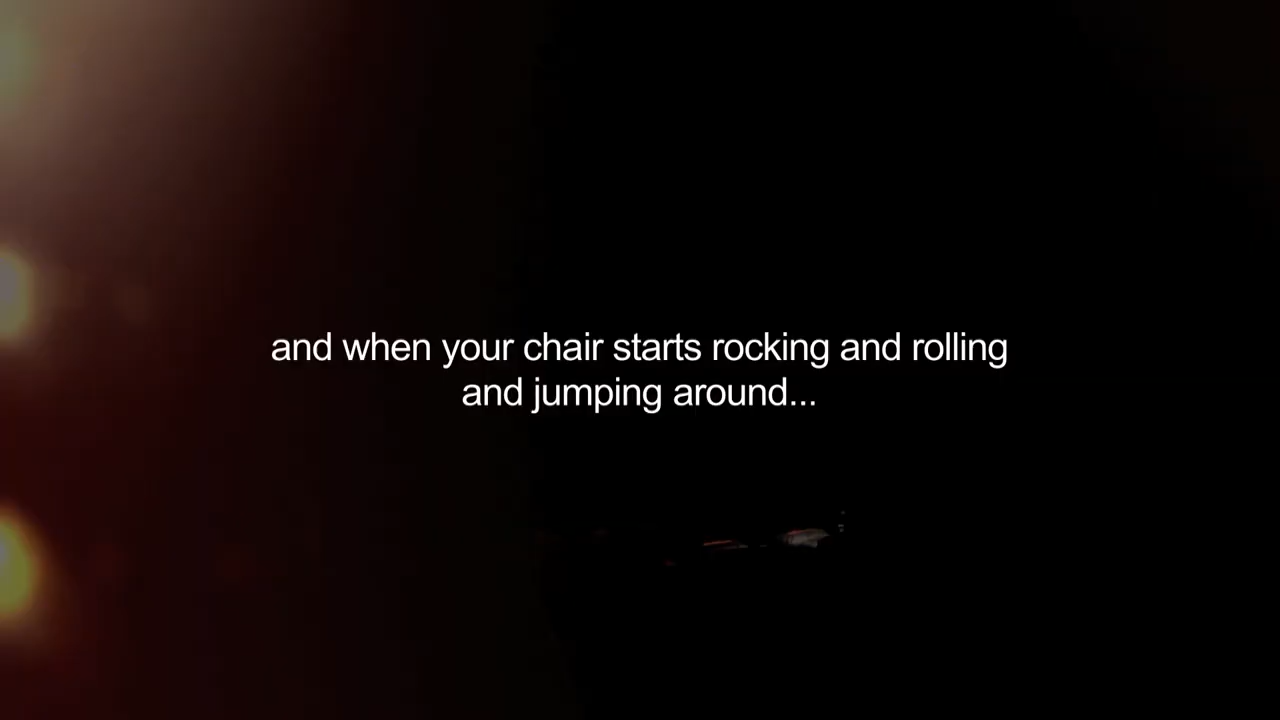 and when your chair starts rocking and rolling
and jumping around...